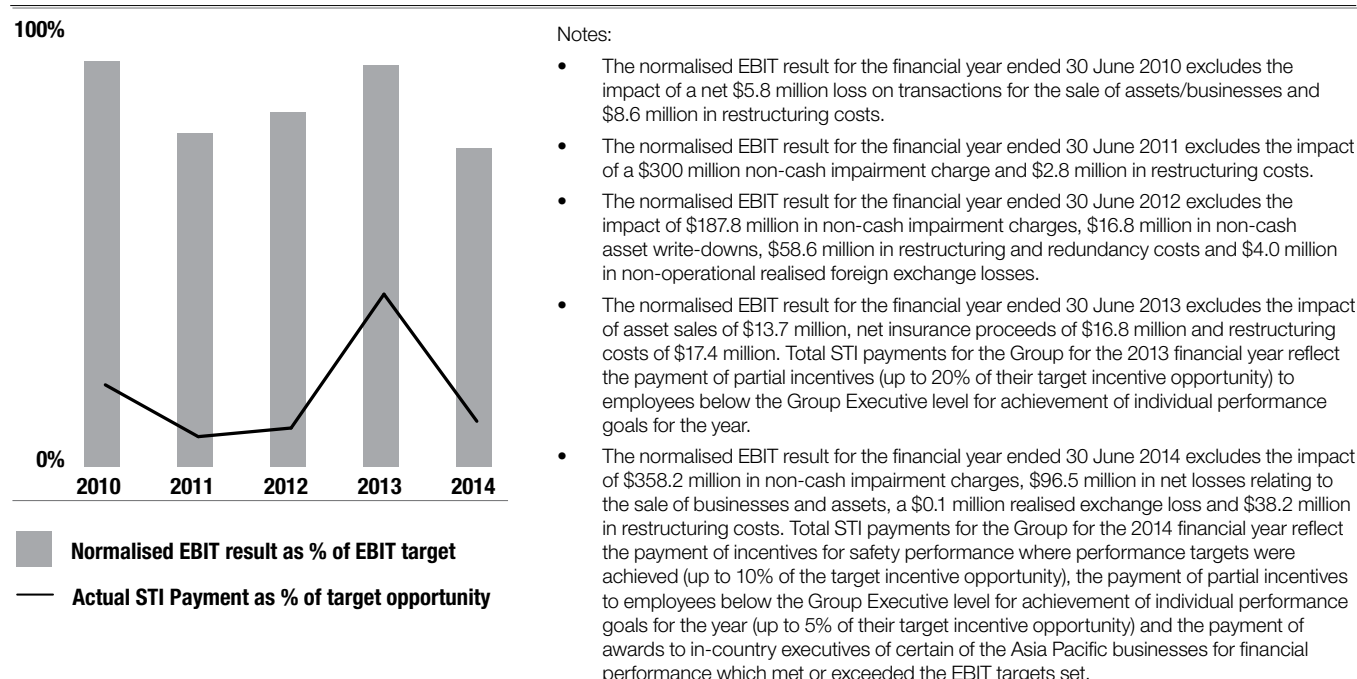 100%
0%
2010 2011 2012 2013 2014
Normalised EBIT result as % of EBIT target
Actual STI Payment as % of target opportunity
Notes:
• The normalised EBIT result for the financial year ended 30 June 2010 excludes the
impact of a net $5.8 million loss on transactions for the sale of assets/businesses and
$8.6 million in restructuring costs.
• The normalised EBIT result for the financial year ended 30 June 2011 excludes the impact
of a $300 million non-cash impairment charge and $2.8 million in restructuring costs.
• The normalised EBIT result for the financial year ended 30 June 2012 excludes the
impact of $187.8 million in non-cash impairment charges, $16.8 million in non-cash
asset write-downs, $58.6 million in restructuring and redundancy costs and $4.0 million
in non-operational realised foreign exchange losses.
• The normalised EBIT result for the financial year ended 30 June 2013 excludes the impact
of asset sales of $13.7 million, net insurance proceeds of $16.8 million and restructuring
costs of $17.4 million. Total STI payments for the Group for the 2013 financial year reflect
the payment of partial incentives (up to 20% of their target incentive opportunity) to
employees below the Group Executive level for achievement of individual performance
goals for the year.
• The normalised EBIT result for the financial year ended 30 June 2014 excludes the impact
of $358.2 million in non-cash impairment charges, $96.5 million in net losses relating to
the sale of businesses and assets, a $0.1 million realised exchange loss and $38.2 million
in restructuring costs. Total STI payments for the Group for the 2014 financial year reflect
the payment of incentives for safety performance where performance targets were
achieved (up to 10% of the target incentive opportunity), the payment of partial incentives
to employees below the Group Executive level for achievement of individual performance
goals for the year (up to 5% of their target incentive opportunity) and the payment of
awards to in-country executives of certain of the Asia Pacific businesses for financial
performance which met or exceeded the EBIT targets set.